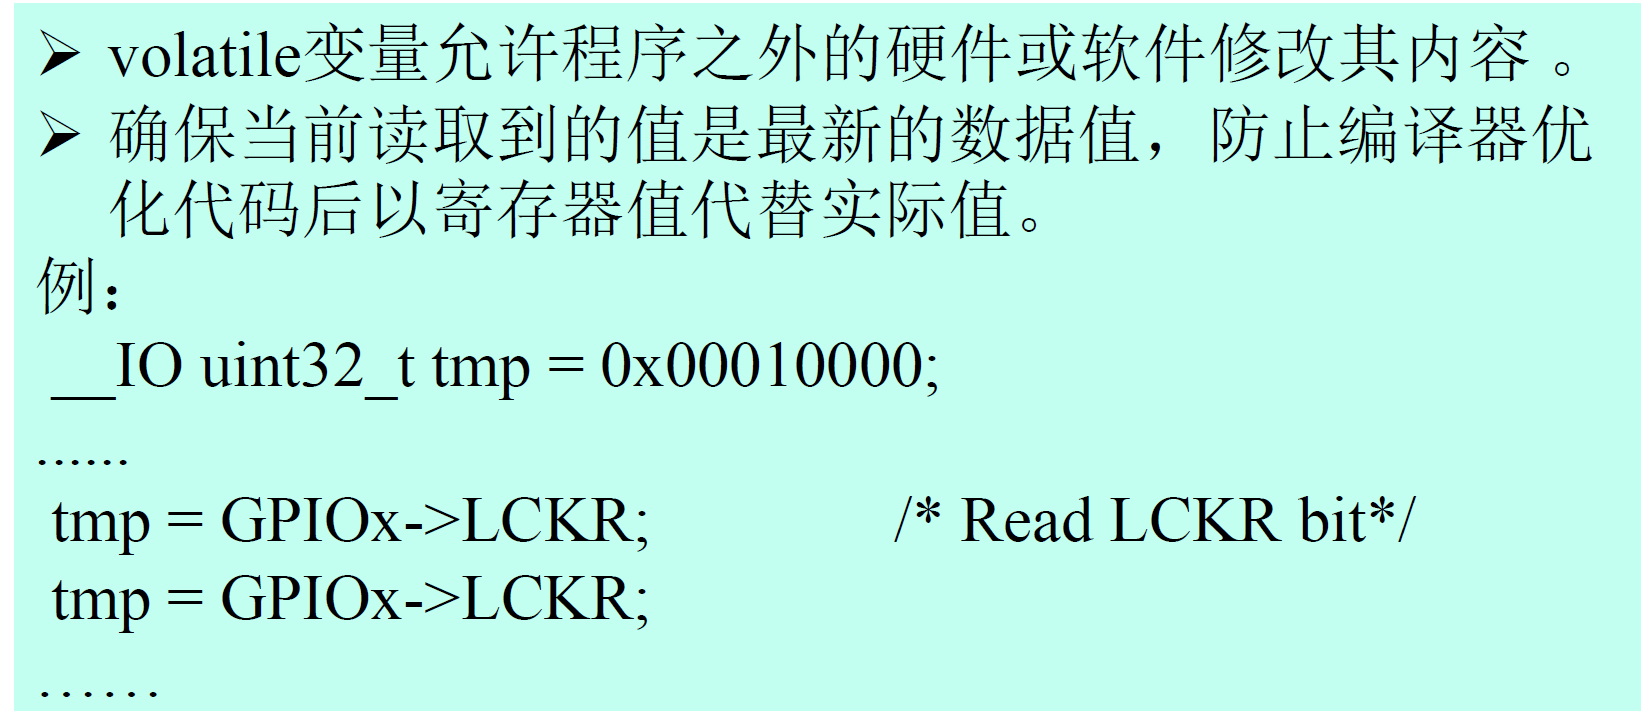 ➢ volatile变量允许程序之外的硬件或软件修改其内容 。
➢ 确保当前读取到的值是最新的数据值，防止编译器优
化代码后以寄存器值代替实际值。
例：
__IO uint32_t tmp = 0x00010000;
......
tmp = GPIOx->LCKR; /* Read LCKR bit*/
tmp = GPIOx->LCKR;
……